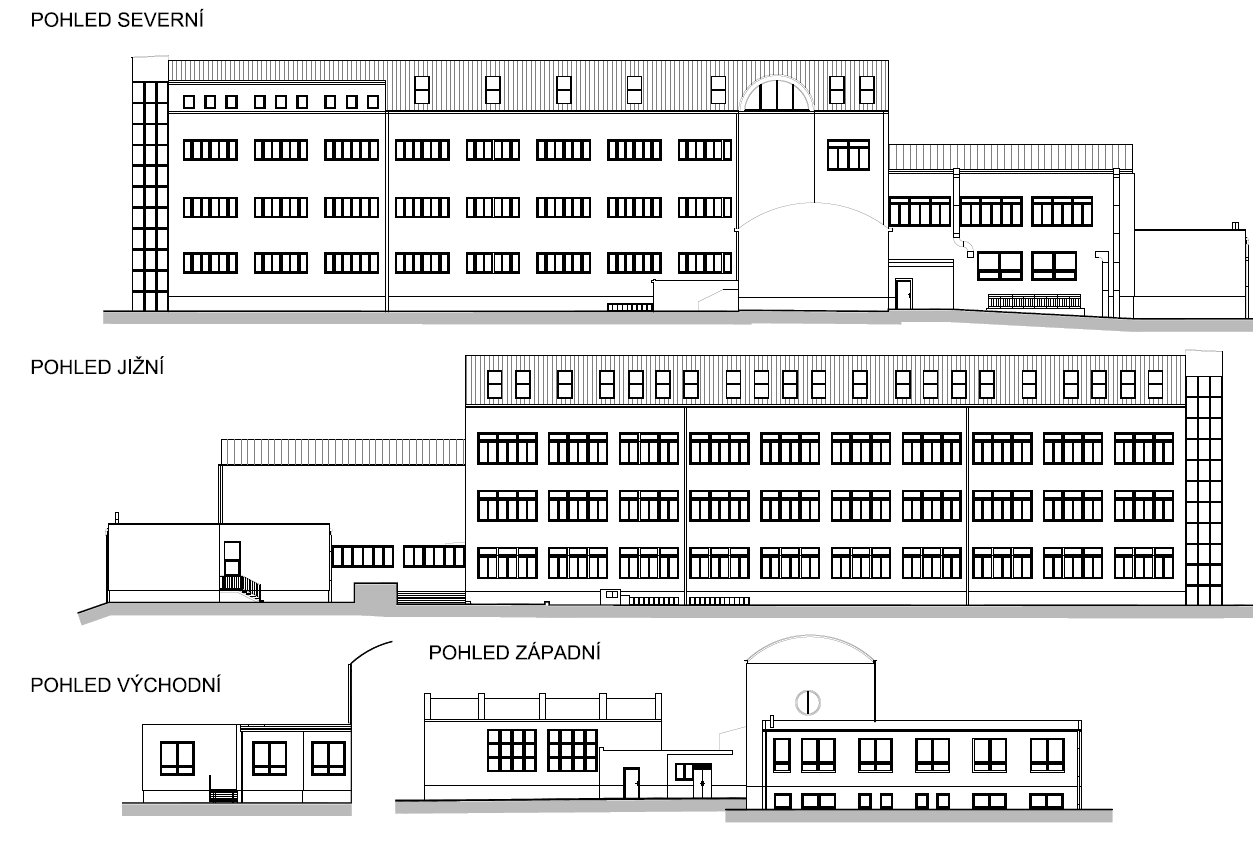 POHLED SEVERNÍ
POHLED JIŽNÍ
POHLED ZÁPADNÍ
POHLED VÝCHODNÍ